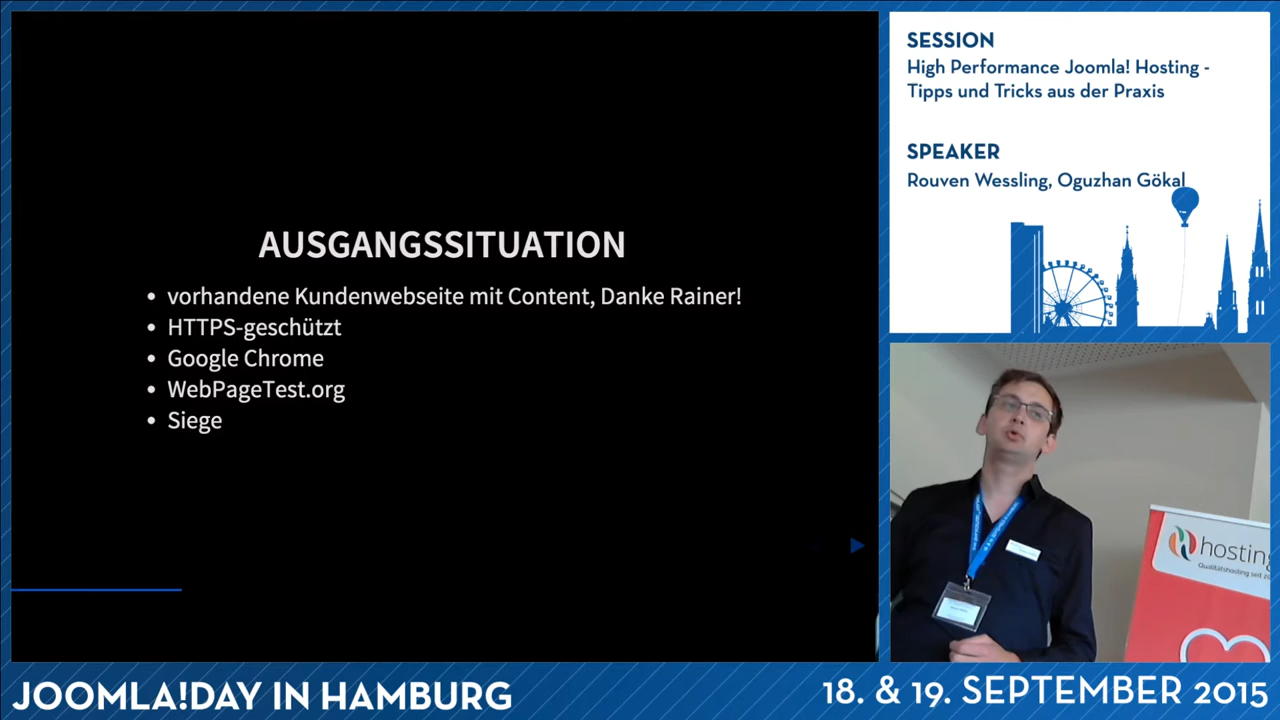 AUSGANGSSITUATION
• vorhandene Kundenwebseite mit Content, Danke Rainer!
• HTTPS-geschützt
• Google Chrome
• WebPageTest.org
• Siege
SESSION
High Performance Joomla! Hosting -
Tipps und Tricks aus der Praxis
SPEAKER
Rouven Wessling, Oguzhan Gökal
hosting
Qualitätshosting seit
JOOMLA!DAY IN HAMBURG
18. & 19. SEPTEMBER 2015